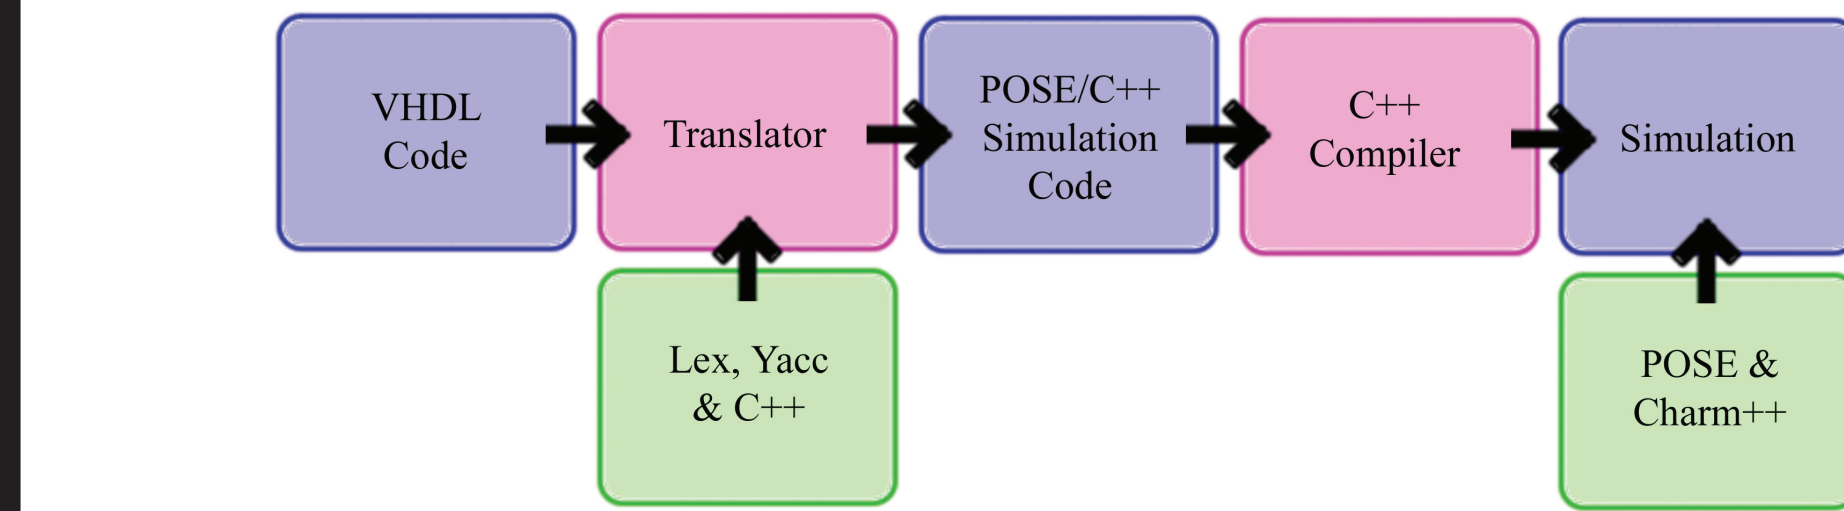 VHDL
Code
Translator
POSE/C++
Simulation
Code
C++
Compiler
Simulation
Lex, Yacc
& C++
POSE &
Charm++